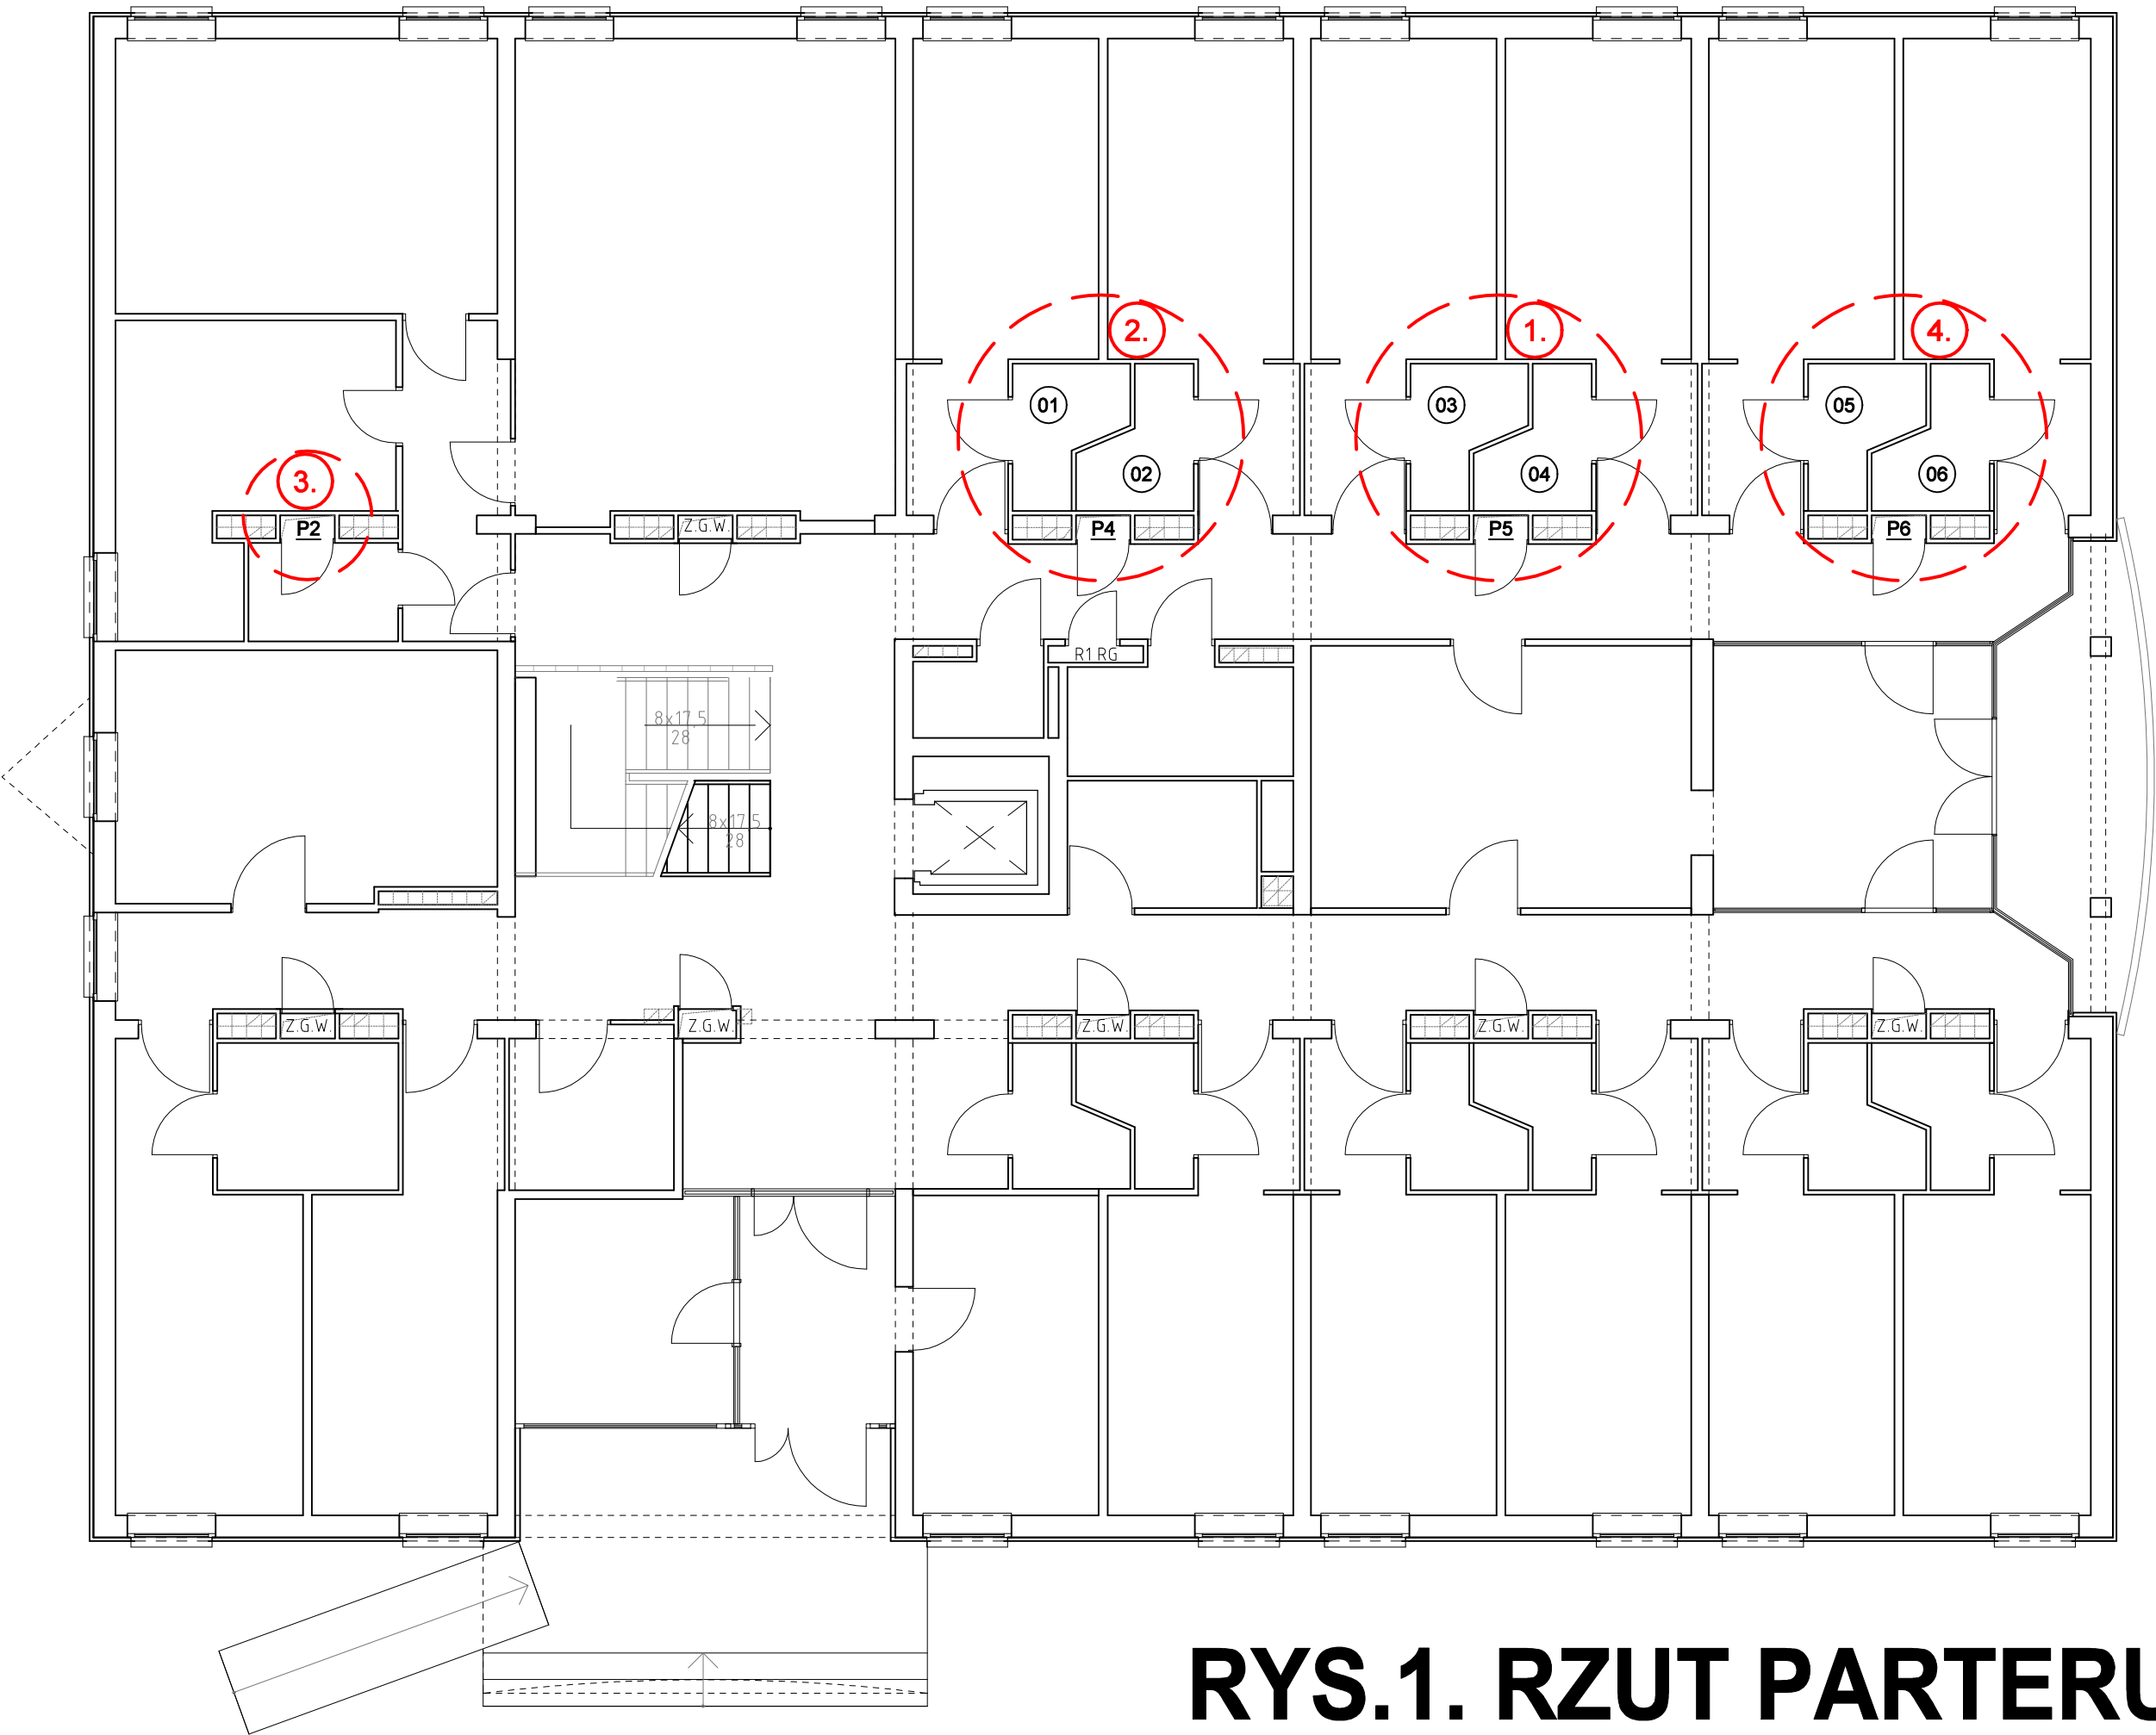 2.
1.
4.
01
03
05
02
04
06
3.
P2
Z.G.W.
P4
P5
P6
R1 RG
8x17,5
28
8x17,5
28
Z.G.W.
Z.G.W.
Z.G.W.
Z.G.W.
Z.G.W.
RYS.1. RZUT PARTERU